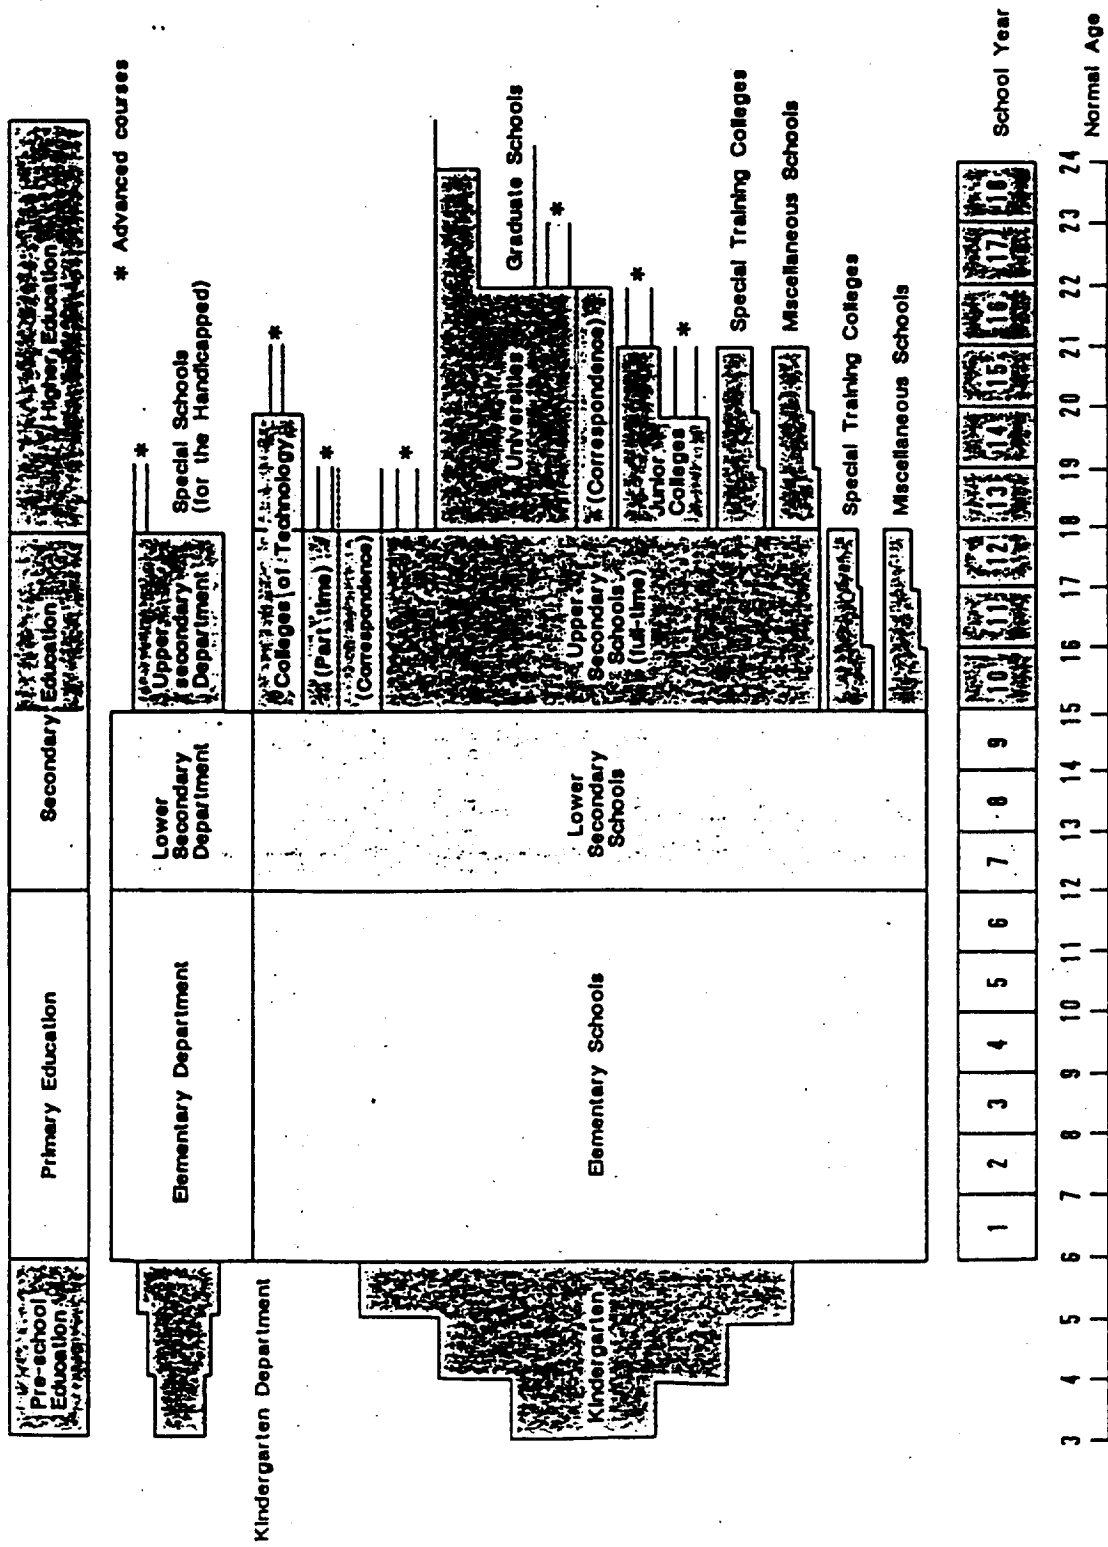 Pre-school
Education
Primary Education
Secondary Education
Higher Education
* Advanced courses
Kindergarten Department
Elementary Department
Lower
Secondary
Department
Upper
secondary
Department
*
Special Schools
(for the Handicapped)
Kindergarten
Elementary Schools
Lower
Secondary
Schools
Colleges of Technology
*
(Part time)
*
(Correspondence)
*
Upper
Secondary
Schools
(full-time)
Universities
Graduate Schools
*
(Correspondence)
*
Junior
Colleges
*
*
Special Training Colleges
Miscellaneous Schools
Special Training Colleges
Miscellaneous Schools
1 2 3 4 5 6 7 8 9 (10) (11) (12) (13) (14) (15) (16) (17) (18) School Year
3 4 5 6 7 8 9 10 11 12 13 14 15 16 17 18 19 20 21 22 23 24 Normal Age